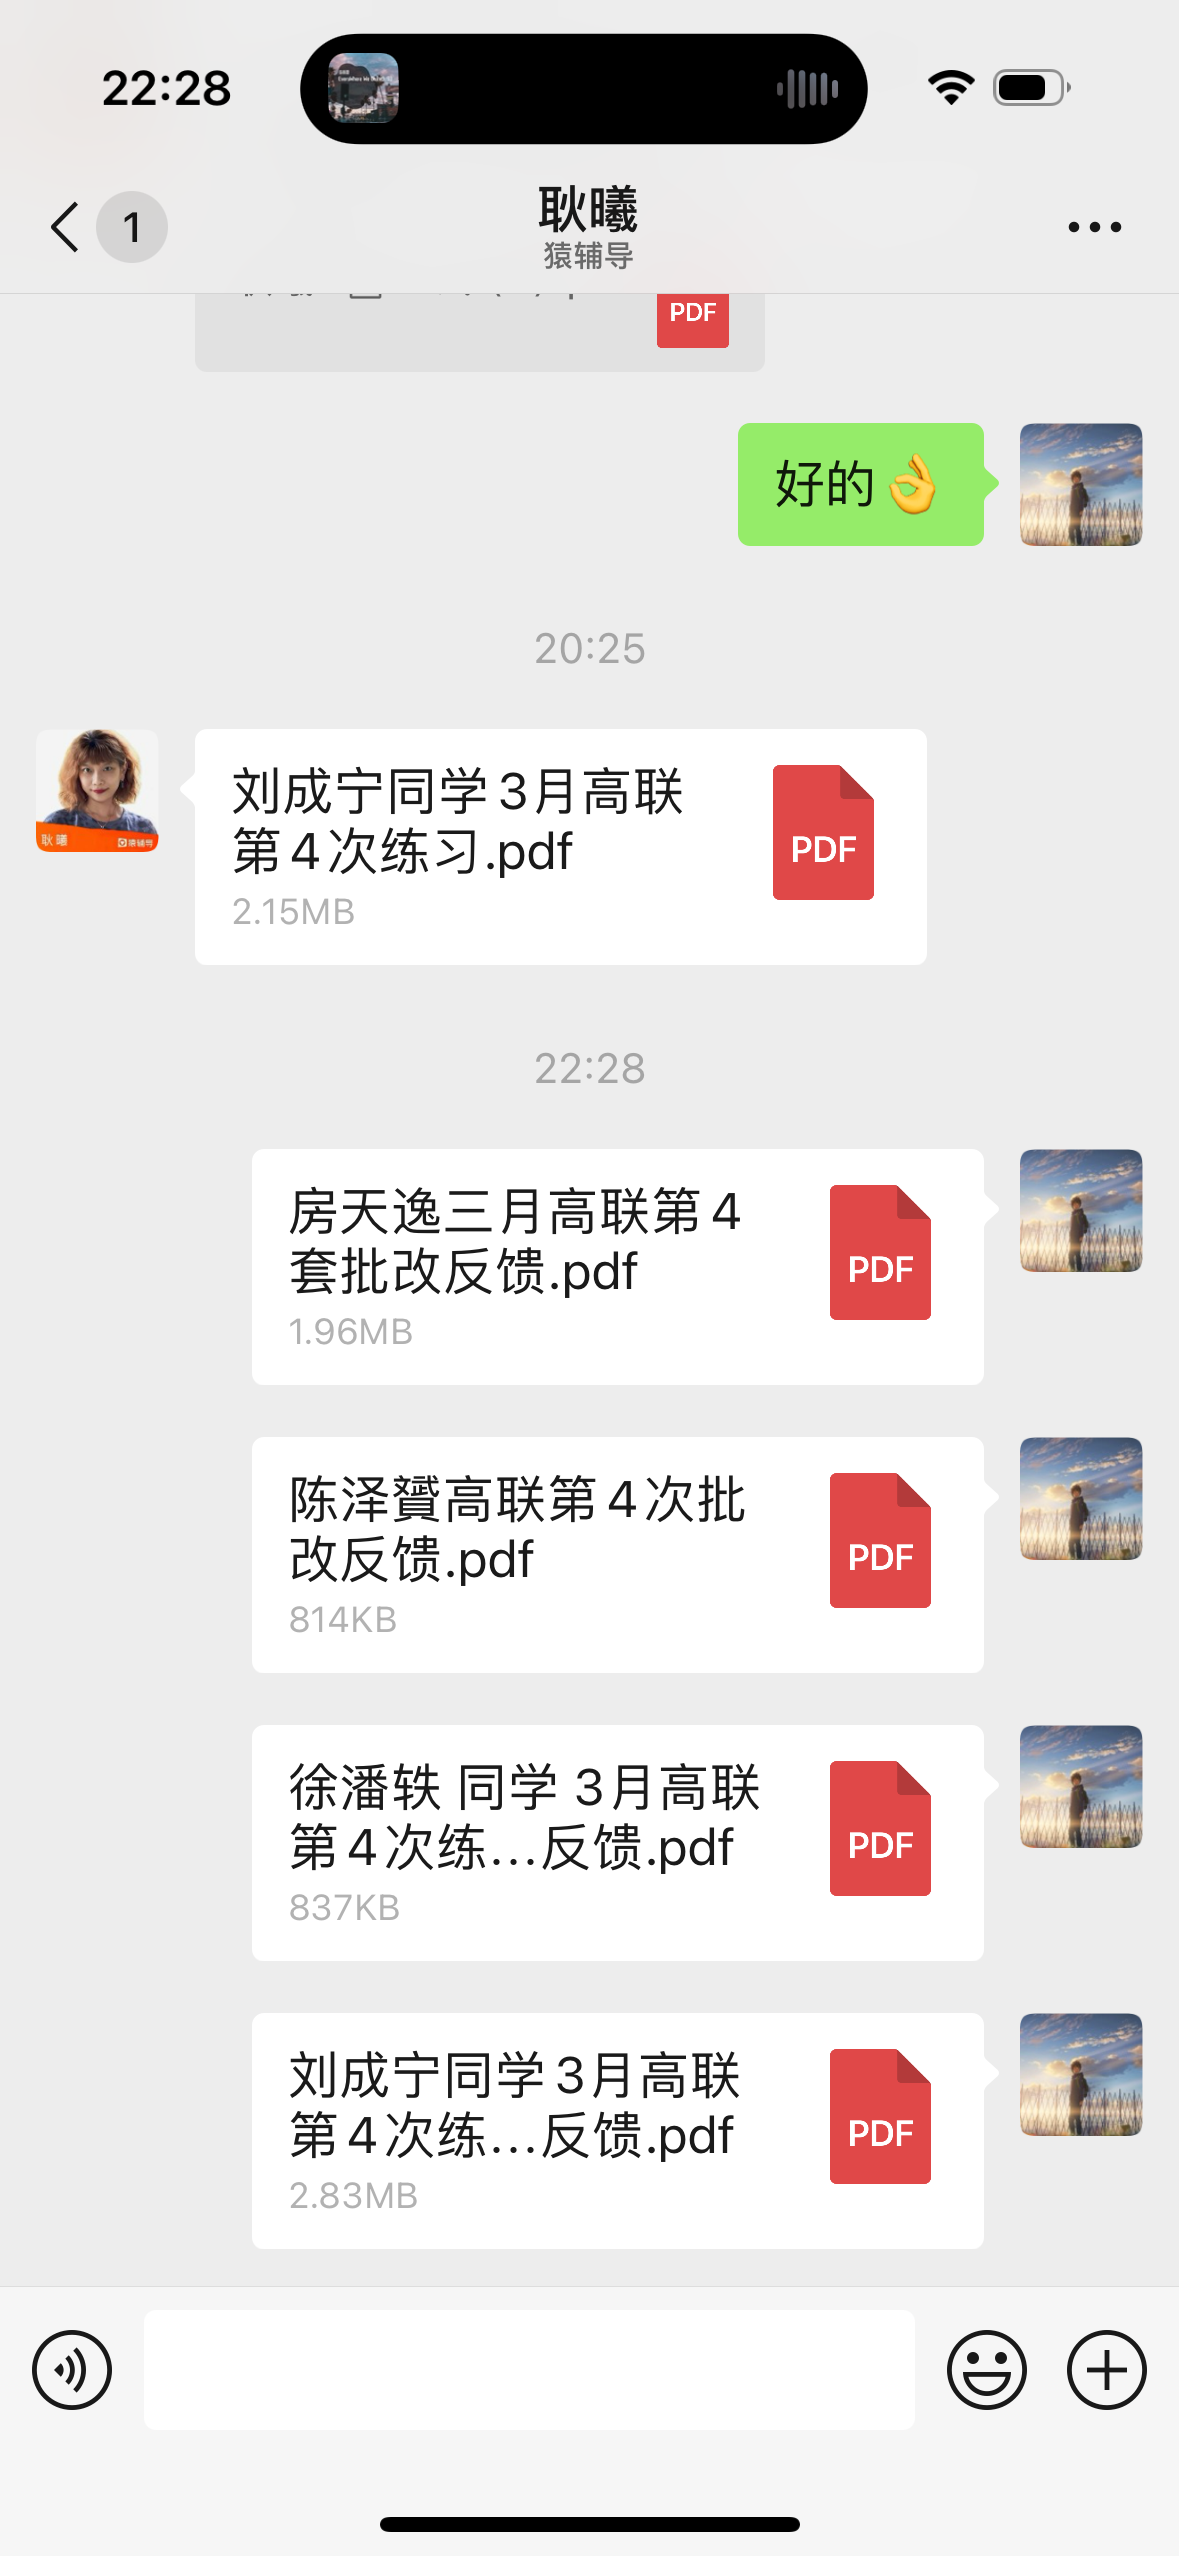 22:28
1
耿曦
猿辅导
PDF
好的👌
20:25
刘成宁同学3月高联
第4次练习.pdf
2.15MB
PDF
耿曦
猿辅导
22:28
房天逸三月高联第4
套批改反馈.pdf
1.96MB
PDF
陈泽贇高联第4次批
改反馈.pdf
814KB
PDF
徐潘轶 同学 3月高联
第4次练...反馈.pdf
837KB
PDF
刘成宁同学3月高联
第4次练...反馈.pdf
2.83MB
PDF